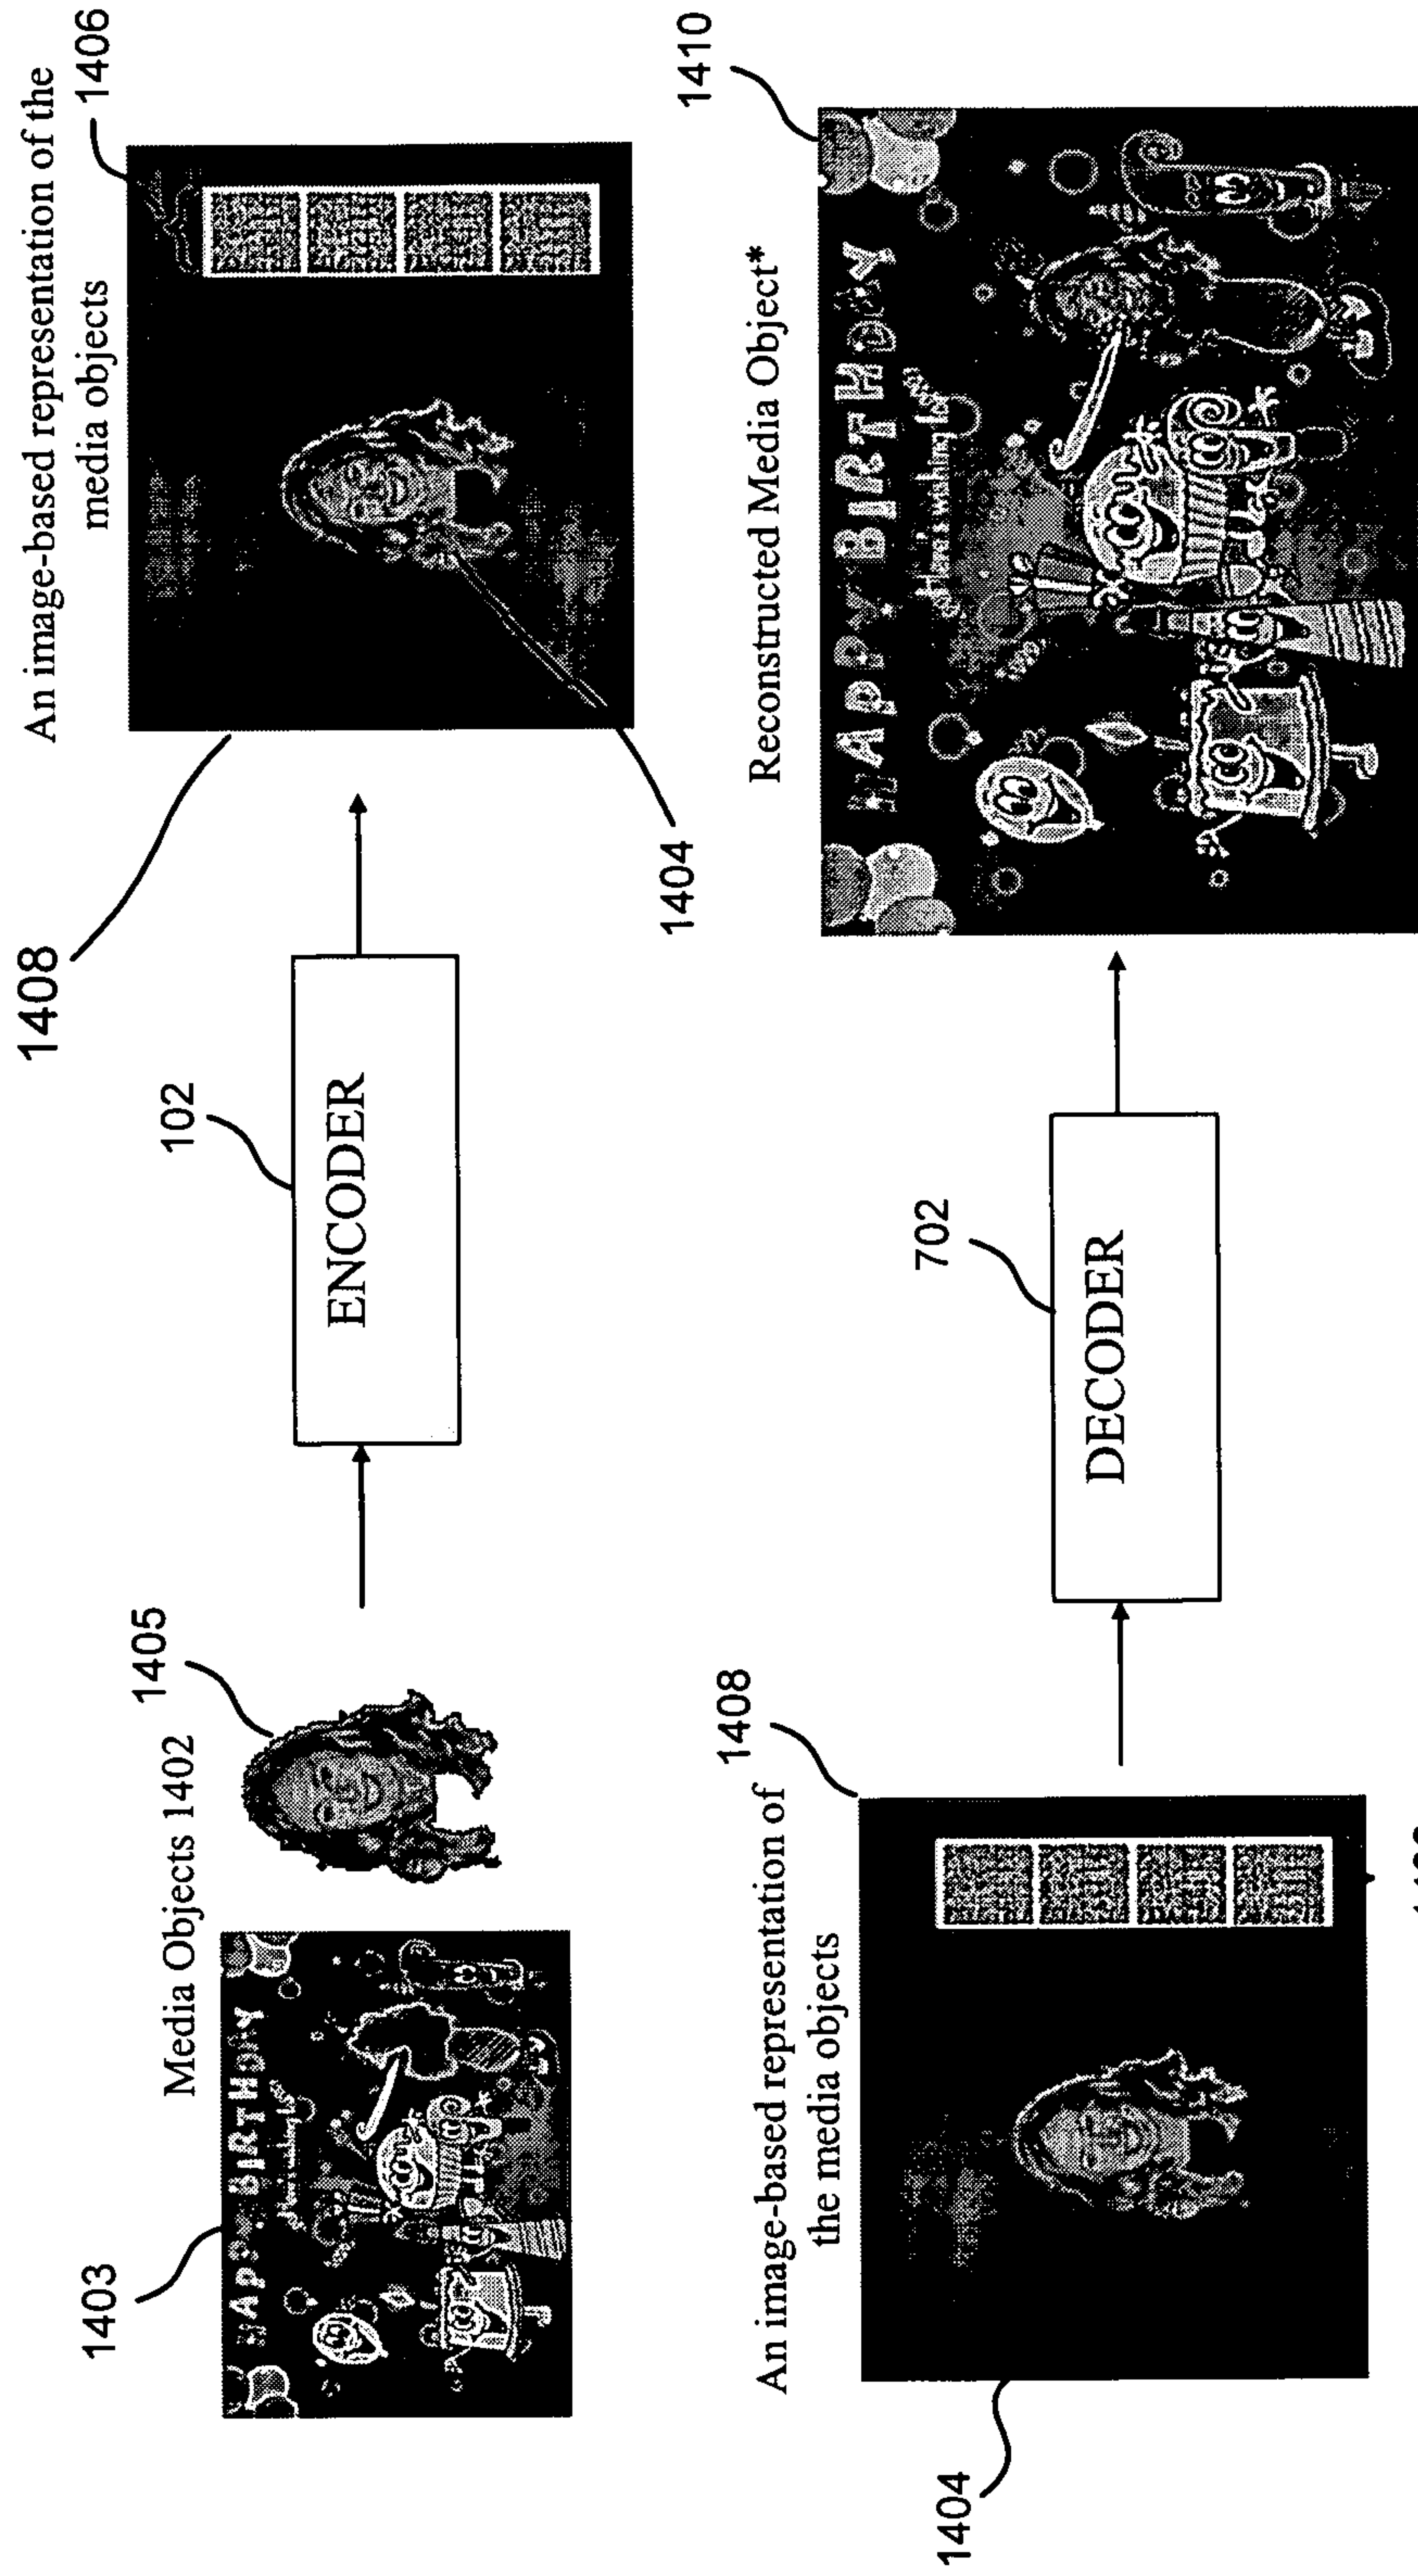 Media Objects 1402
1403
1405
HAPPY BIRTHDAY
102
ENCODER
An image-based representation of the
media objects
1408
1406
1404
An image-based representation of
the media objects
1408
1404
702
DECODER
Reconstructed Media Object*
1410
HAPPY BIRTHDAY
Here's wishing